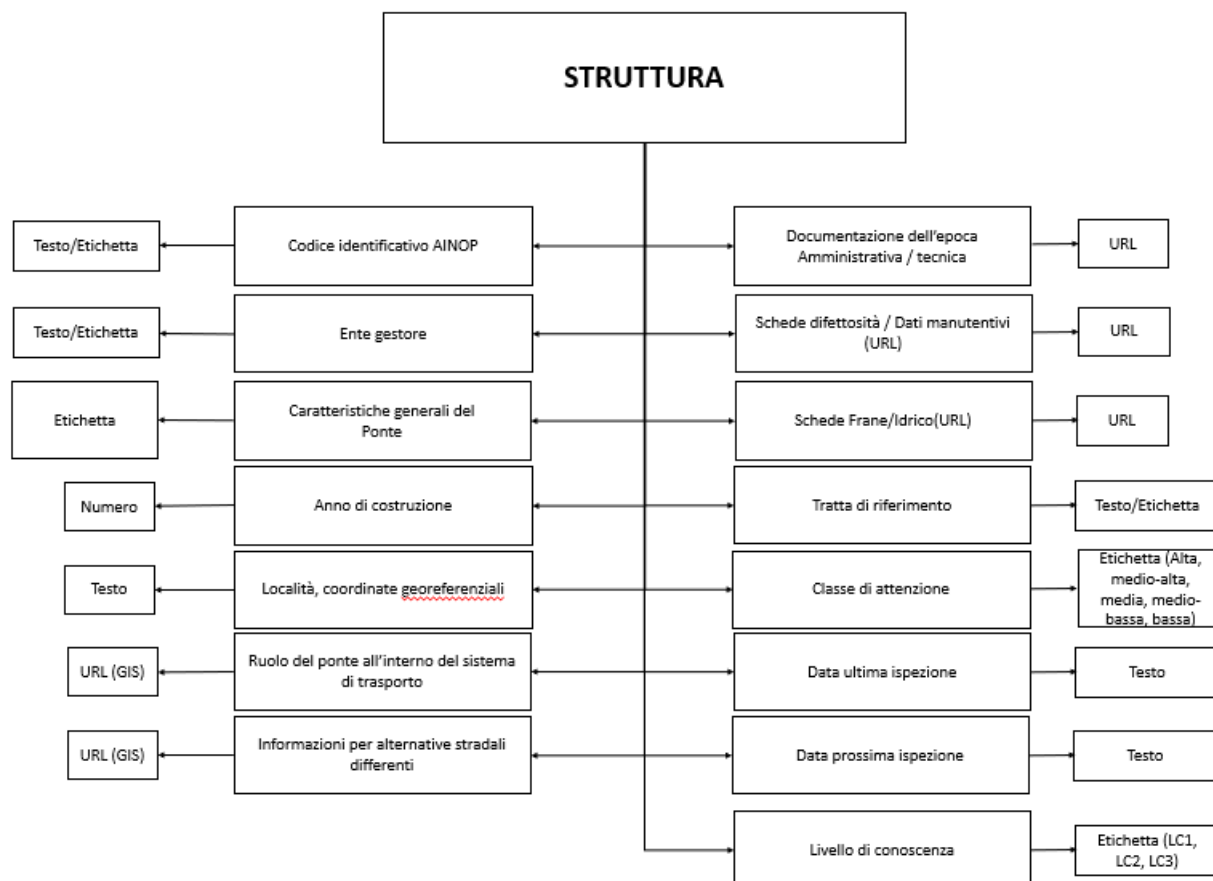 STRUTTURA
Testo/Etichetta
Codice identificativo AINOP
Documentazione dell'epoca
Amministrativa / tecnica
URL
Testo/Etichetta
Ente gestore
Schede difettosità / Dati manutentivi
(URL)
URL
Etichetta
Caratteristiche generali del
Ponte
Schede Frane/Idrico(URL)
URL
Numero
Anno di costruzione
Tratta di riferimento
Testo/Etichetta
Testo
Località, coordinate georeferenziali
Classe di attenzione
Etichetta (Alta,
medio-alta,
media, medio-
bassa, bassa)
URL (GIS)
Ruolo del ponte all'interno del sistema
di trasporto
Data ultima ispezione
Testo
URL (GIS)
Informazioni per alternative stradali
differenti
Data prossima ispezione
Testo
Livello di conoscenza
Etichetta (LC1,
LC2, LC3)